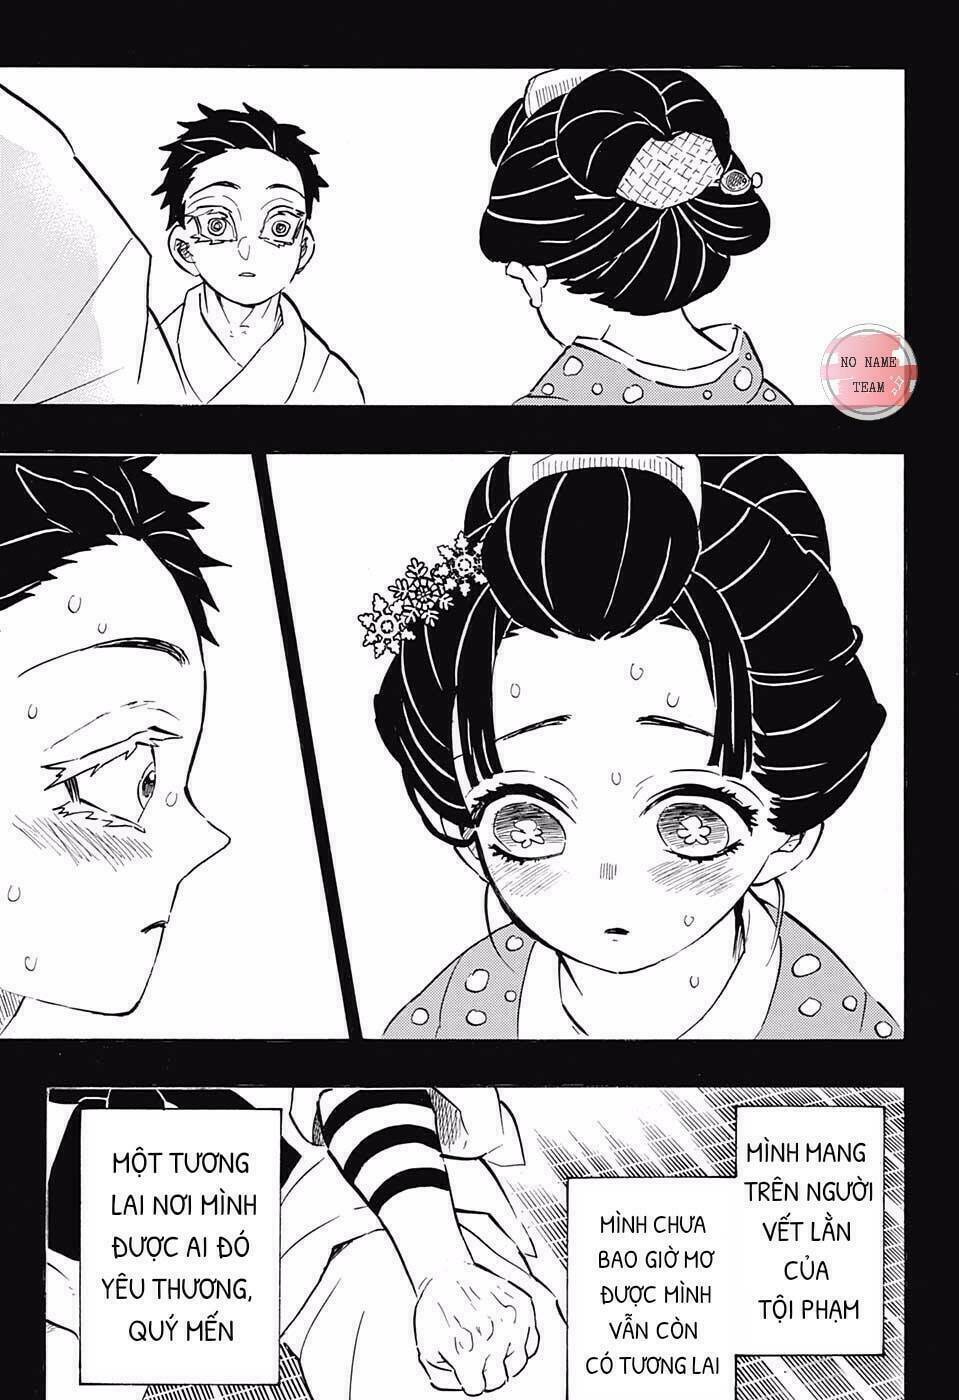 NO NAME
TEAM
MÌNH MANG
TRÊN NGƯỜI
VẾT LẰN
CỦA
TỘI PHẠM
MÌNH CHƯA
BAO GIỜ MƠ
ĐƯỢC MÌNH
VẪN CÒN
CÓ TƯƠNG LAI
MỘT TƯƠNG
LAI NƠI MÌNH
ĐƯỢC AI ĐÓ
YÊU THƯƠNG,
QUÝ MẾN